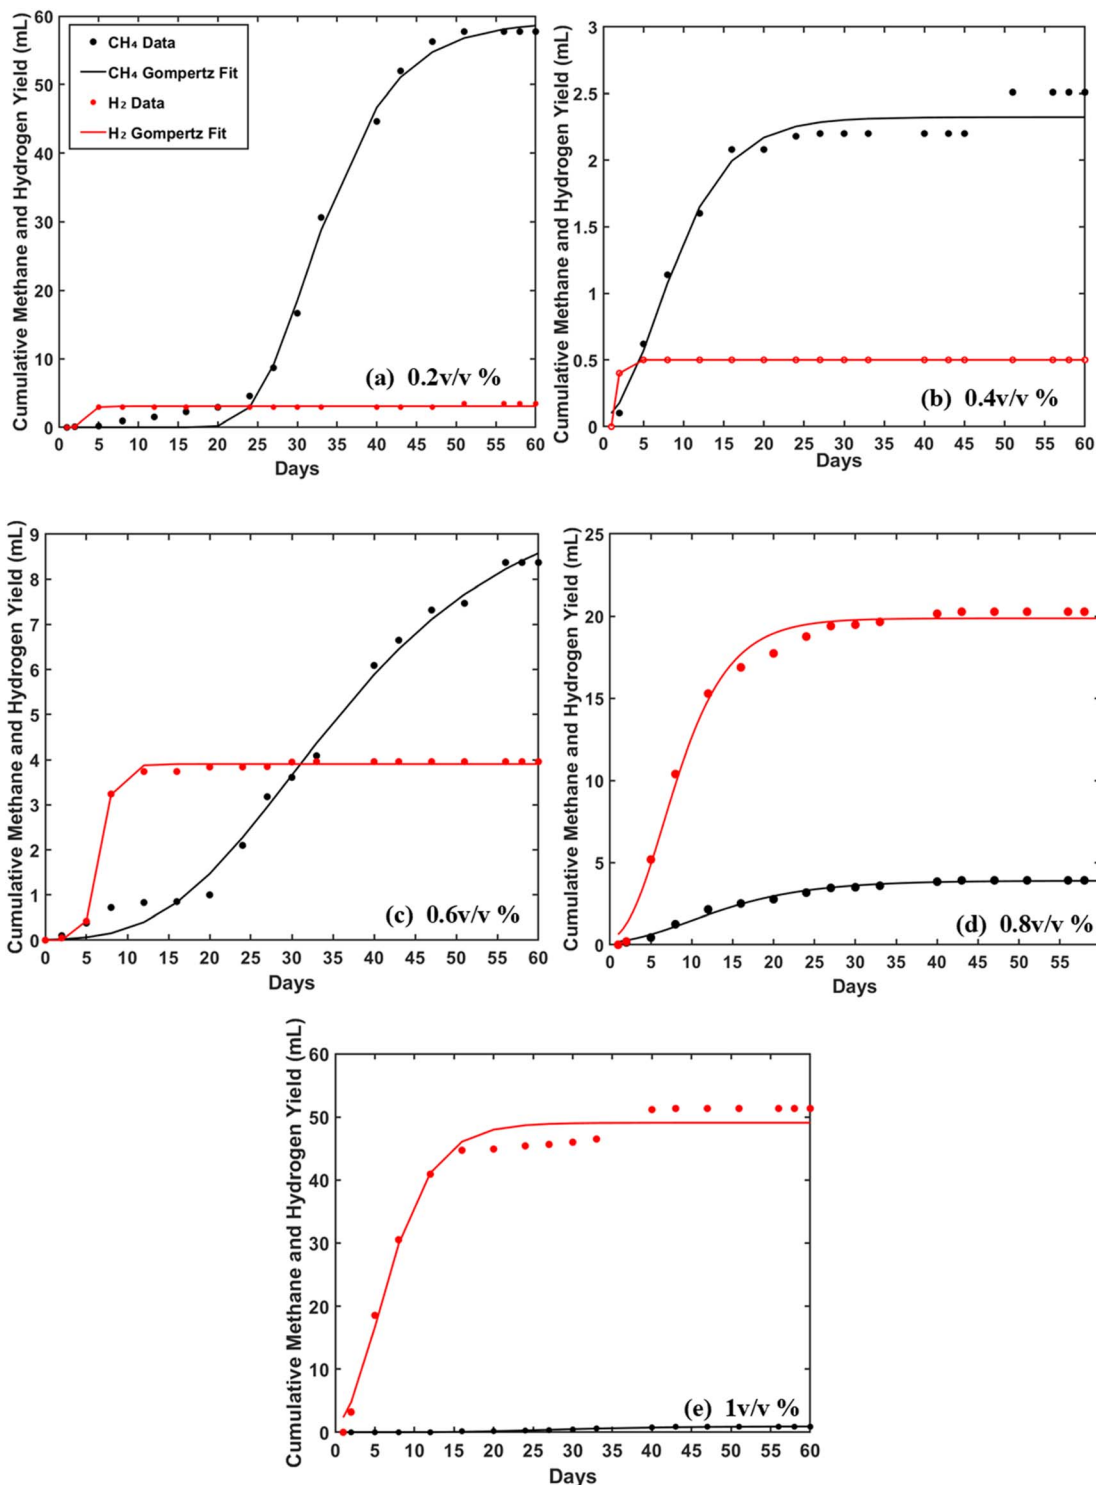 Cumulative Methane and Hydrogen Yield (mL)
60
50
40
30
20
10
0
CH₄ Data
CH₄ Gompertz Fit
H₂ Data
H₂ Gompertz Fit
(a) 0.2v/v %
0 5 10 15 20 25 30 35 40 45 50 55 60
Days
Cumulative Methane and Hydrogen Yield (mL)
3
2.5
2
1.5
1
0.5
0
(b) 0.4v/v %
0 5 10 15 20 25 30 35 40 45 50 55 60
Days
Cumulative Methane and Hydrogen Yield (mL)
9
8
7
6
5
4
3
2
1
0
(c) 0.6v/v %
0 5 10 15 20 25 30 35 40 45 50 55 60
Days
Cumulative Methane and Hydrogen Yield (mL)
25
20
15
10
5
0
(d) 0.8v/v %
0 5 10 15 20 25 30 35 40 45 50 55
Days
Cumulative Methane and Hydrogen Yield (mL)
60
50
40
30
20
10
0
(e) 1v/v %
0 5 10 15 20 25 30 35 40 45 50 55 60
Days